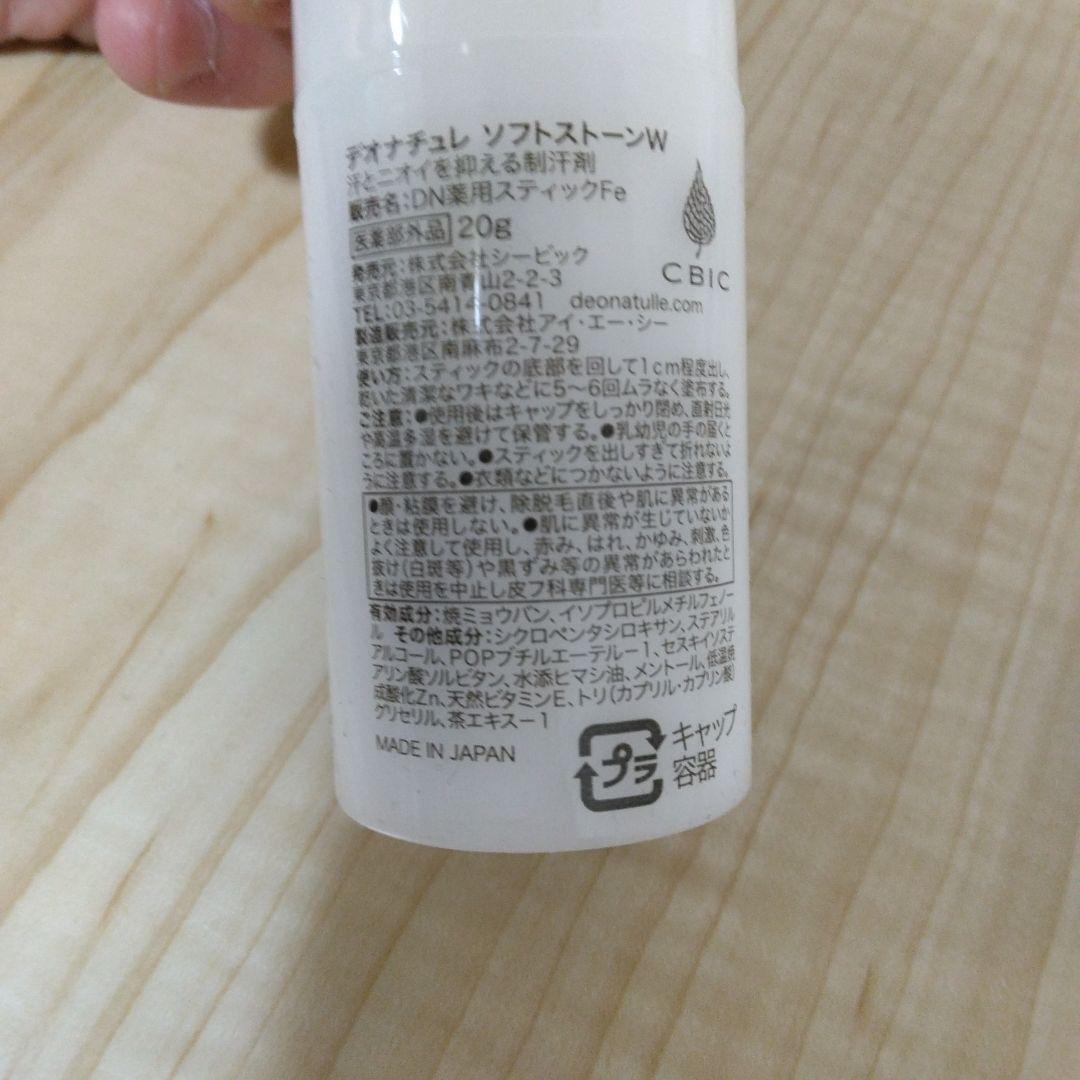 デオナチュレ ソフトストーンW
汗とニオイを抑える制汗剤
販売名:DN薬用スティックFe
医薬部外品 20g
CBIC
発売元:株式会社シービック
東京都港区南青山2-2-3
TEL:03-5414-0841 deonatulle.com
製造販売元:株式会社アイ・エー・シー
東京都港区南麻布2-7-29
使い方:スティックの底部を回して1cm程度出し、
乾いた清潔なワキなどに5〜6回ムラなく塗布する。
ご注意:●使用後はキャップをしっかり閉め、直射日光
や高温多湿を避けて保管する。●乳幼児の手の届くと
ころに置かない。●スティックを出しすぎて折れないよ
うに注意する。●衣類などにつかないように注意する。
●顔・粘膜を避け、除脱毛直後や肌に異常がある
ときは使用しない。●肌に異常が生じていないか
よく注意して使用し、赤み、はれ、かゆみ、刺激、色
抜け(白斑等)や黒ずみ等の異常があらわれたと
きは使用を中止し皮フ科専門医等に相談する。
有効成分:焼ミョウバン、イソプロピルメチルフェノー
ル その他成分:シクロペンタシロキサン、ステアリル
アルコール、POPブチルエーテル−1、セスキイソステ
アリン酸ソルビタン、水添ヒマシ油、メントール、低温焼
成酸化Zn、天然ビタミンE、トリ(カプリル・カプリン酸)
グリセリル、茶エキス−1
MADE IN JAPAN
プラ
キャップ
容器